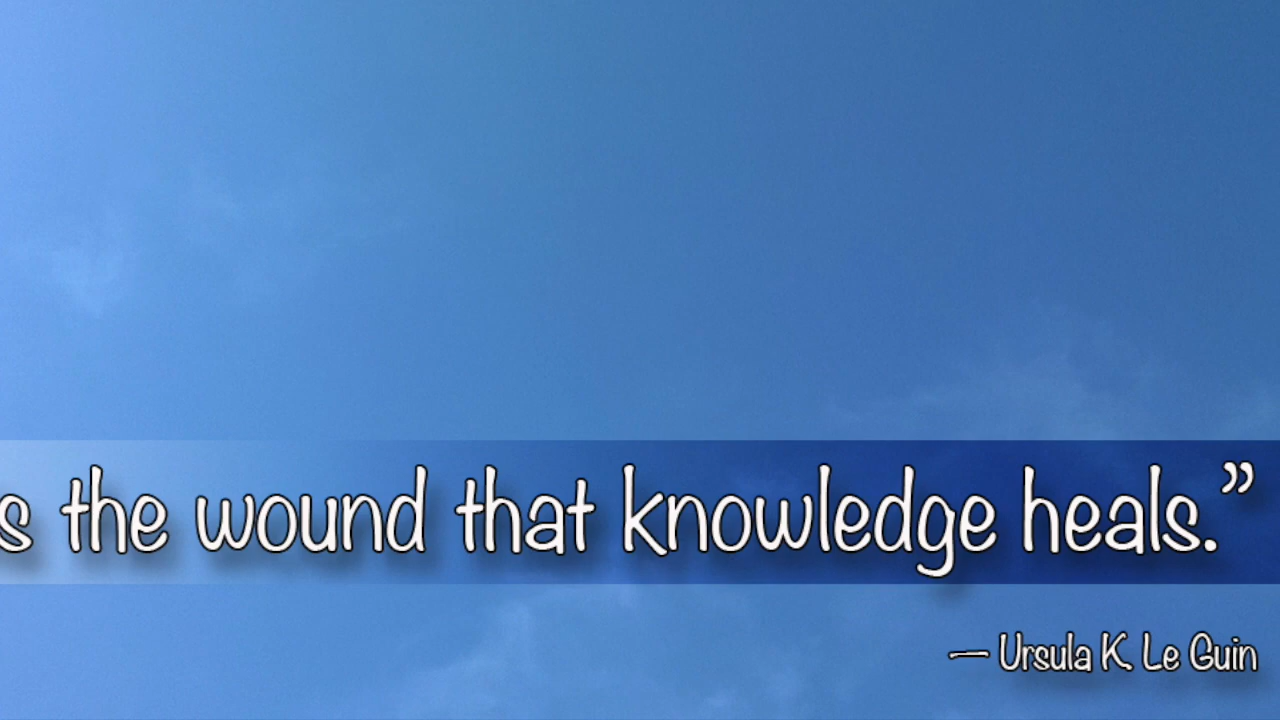 s the wound that knowledge heals.”
— Ursula K. Le Guin